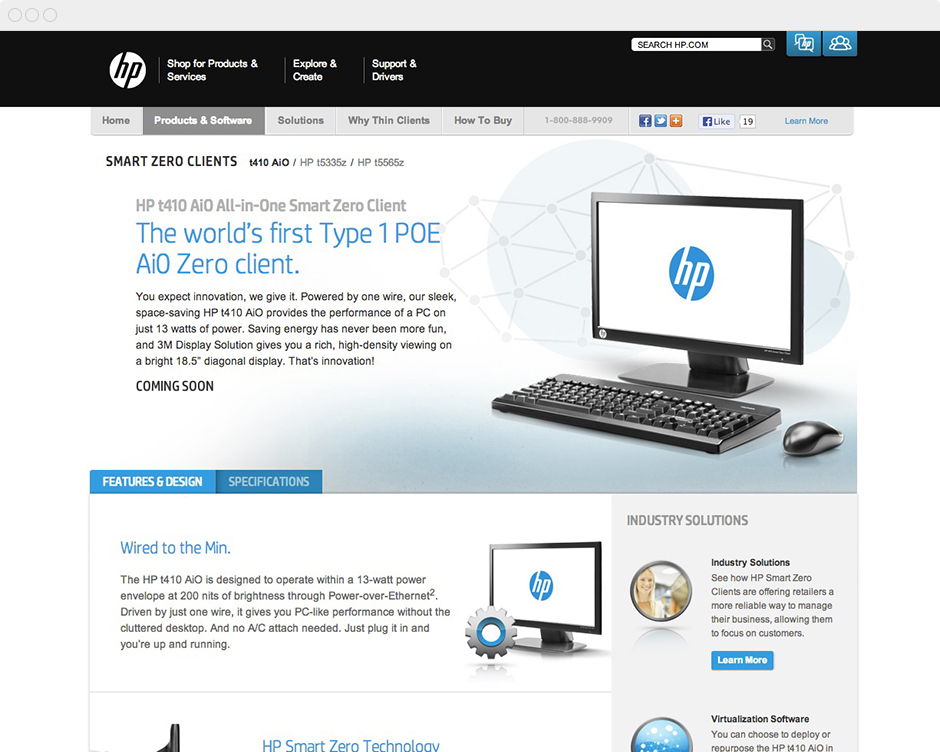 hp
Shop for Products &
Services
Explore &
Create
Support &
Drivers
SEARCH HP.COM
hp
Home
Products & Software
Solutions
Why Thin Clients
How To Buy
1-800-888-9909
Like
19
Learn More
SMART ZERO CLIENTS
t410 AiO / HP t5335z / HP t5565z
HP t410 AiO All-in-One Smart Zero Client
The world's first Type 1 POE
AiO Zero client.
You expect innovation, we give it. Powered by one wire, our sleek,
space-saving HP t410 AiO provides the performance of a PC on
just 13 watts of power. Saving energy has never been more fun,
and 3M Display Solution gives you a rich, high-density viewing on
a bright 18.5" diagonal display. That's innovation!
COMING SOON
hp
FEATURES & DESIGN
SPECIFICATIONS
Wired to the Min.
The HP t410 AiO is designed to operate within a 13-watt power
envelope at 200 nits of brightness through Power-over-Ethernet2.
Driven by just one wire, it gives you PC-like performance without the
cluttered desktop. And no A/C attach needed. Just plug it in and
you're up and running.
hp
HP Smart Zero Technology
INDUSTRY SOLUTIONS
Industry Solutions
See how HP Smart Zero
Clients are offering retailers a
more reliable way to manage
their business, allowing them
to focus on customers.
Learn More
Virtualization Software
You can choose to deploy or
repurpose the HP t410 AiO in